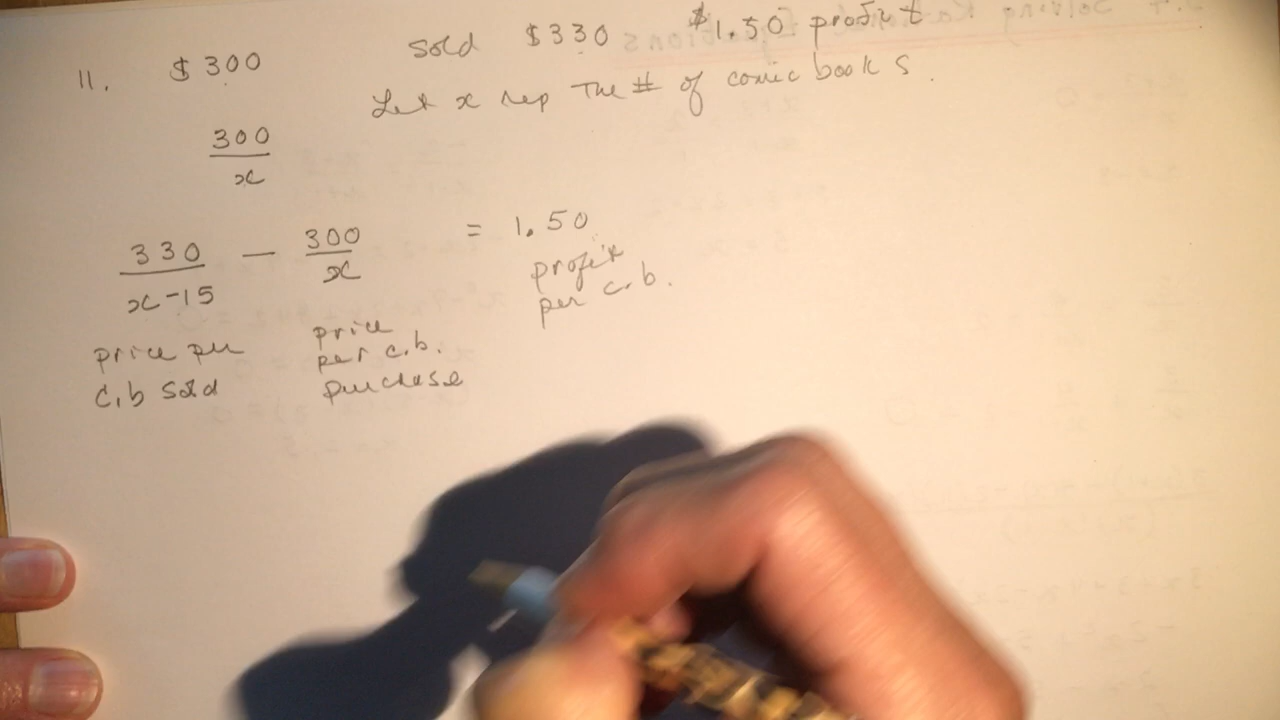 11. $300 sold $330 $1.50 profit
Let x rep the # of comic books.
300
x
330 — 300 = 1.50
x-15 x
profit
per c.b.
price per
c.b sold
price
per c.b.
purchase